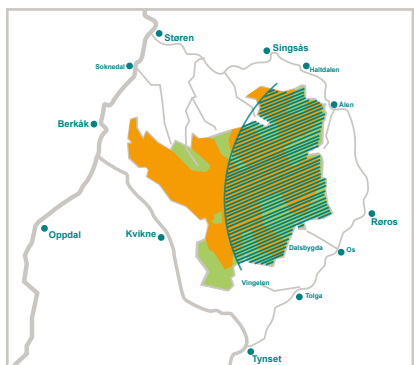 Støren
Singsås
Soknedal
Haltdalen
Ålen
Berkåk
Røros
Oppdal
Kvikne
Dalsbygda
Os
Vingelen
Tolga
Tynset